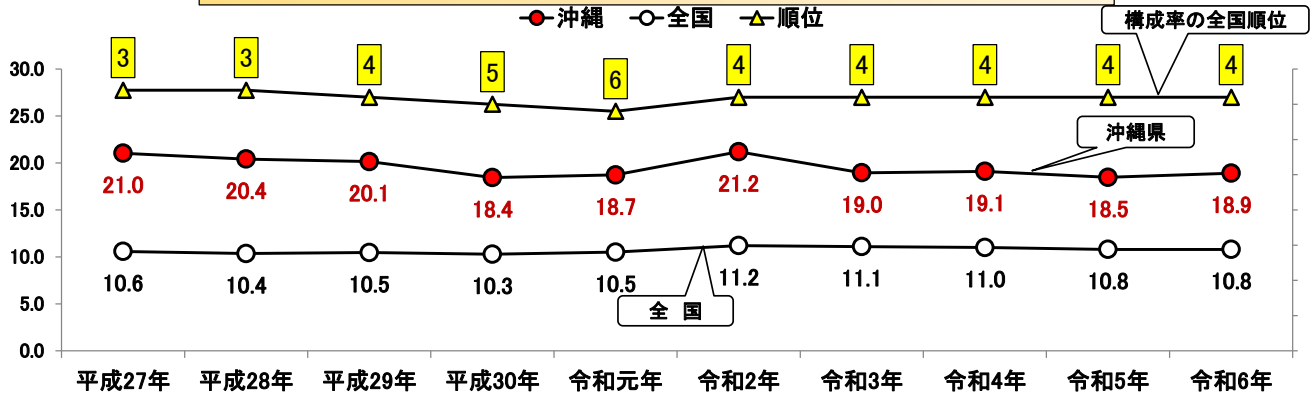 沖縄 全国 順位
構成率の全国順位
3 3 4 5 6 4 4 4 4 4
30.0
25.0
沖縄県
20.0
21.0 20.4 20.1 18.4 18.7 21.2 19.0 19.1 18.5 18.9
15.0
10.0
10.6 10.4 10.5 10.3 10.5 11.2 11.1 11.0 10.8 10.8
全 国
5.0
0.0
平成27年 平成28年 平成29年 平成30年 令和元年 令和2年 令和3年 令和4年 令和5年 令和6年